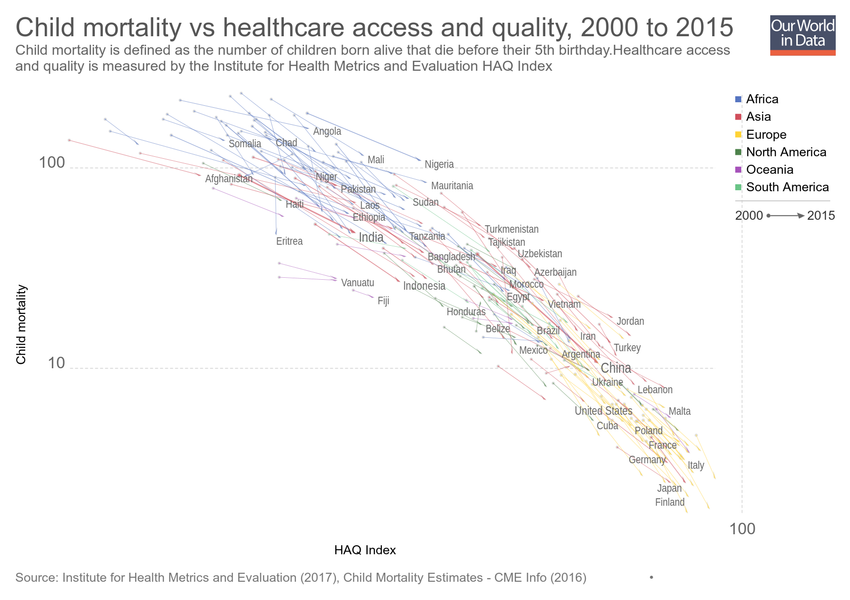 Child mortality vs healthcare access and quality, 2000 to 2015
Child mortality is defined as the number of children born alive that die before their 5th birthday.Healthcare access
and quality is measured by the Institute for Health Metrics and Evaluation HAQ Index
Our World
in Data
Africa
Asia
Europe
North America
Oceania
South America
2000 2015
Angola
Somalia
Chad
Mali
Nigeria
100
Afghanistan
Niger
Pakistan
Mauritania
Haiti
Laos
Sudan
Ethiopia
Eritrea
India
Tanzania
Turkmenistan
Tajikistan
Bangladesh
Uzbekistan
Bhutan
Iraq
Azerbaijan
Vanuatu
Indonesia
Morocco
Fiji
Egypt
Vietnam
Honduras
Jordan
Belize
Brazil
Iran
Mexico
Argentina
Turkey
10
China
Ukraine
Lebanon
United States
Malta
Cuba
Poland
France
Germany
Italy
Japan
Finland
Child mortality
100
HAQ Index
Source: Institute for Health Metrics and Evaluation (2017), Child Mortality Estimates - CME Info (2016)
•